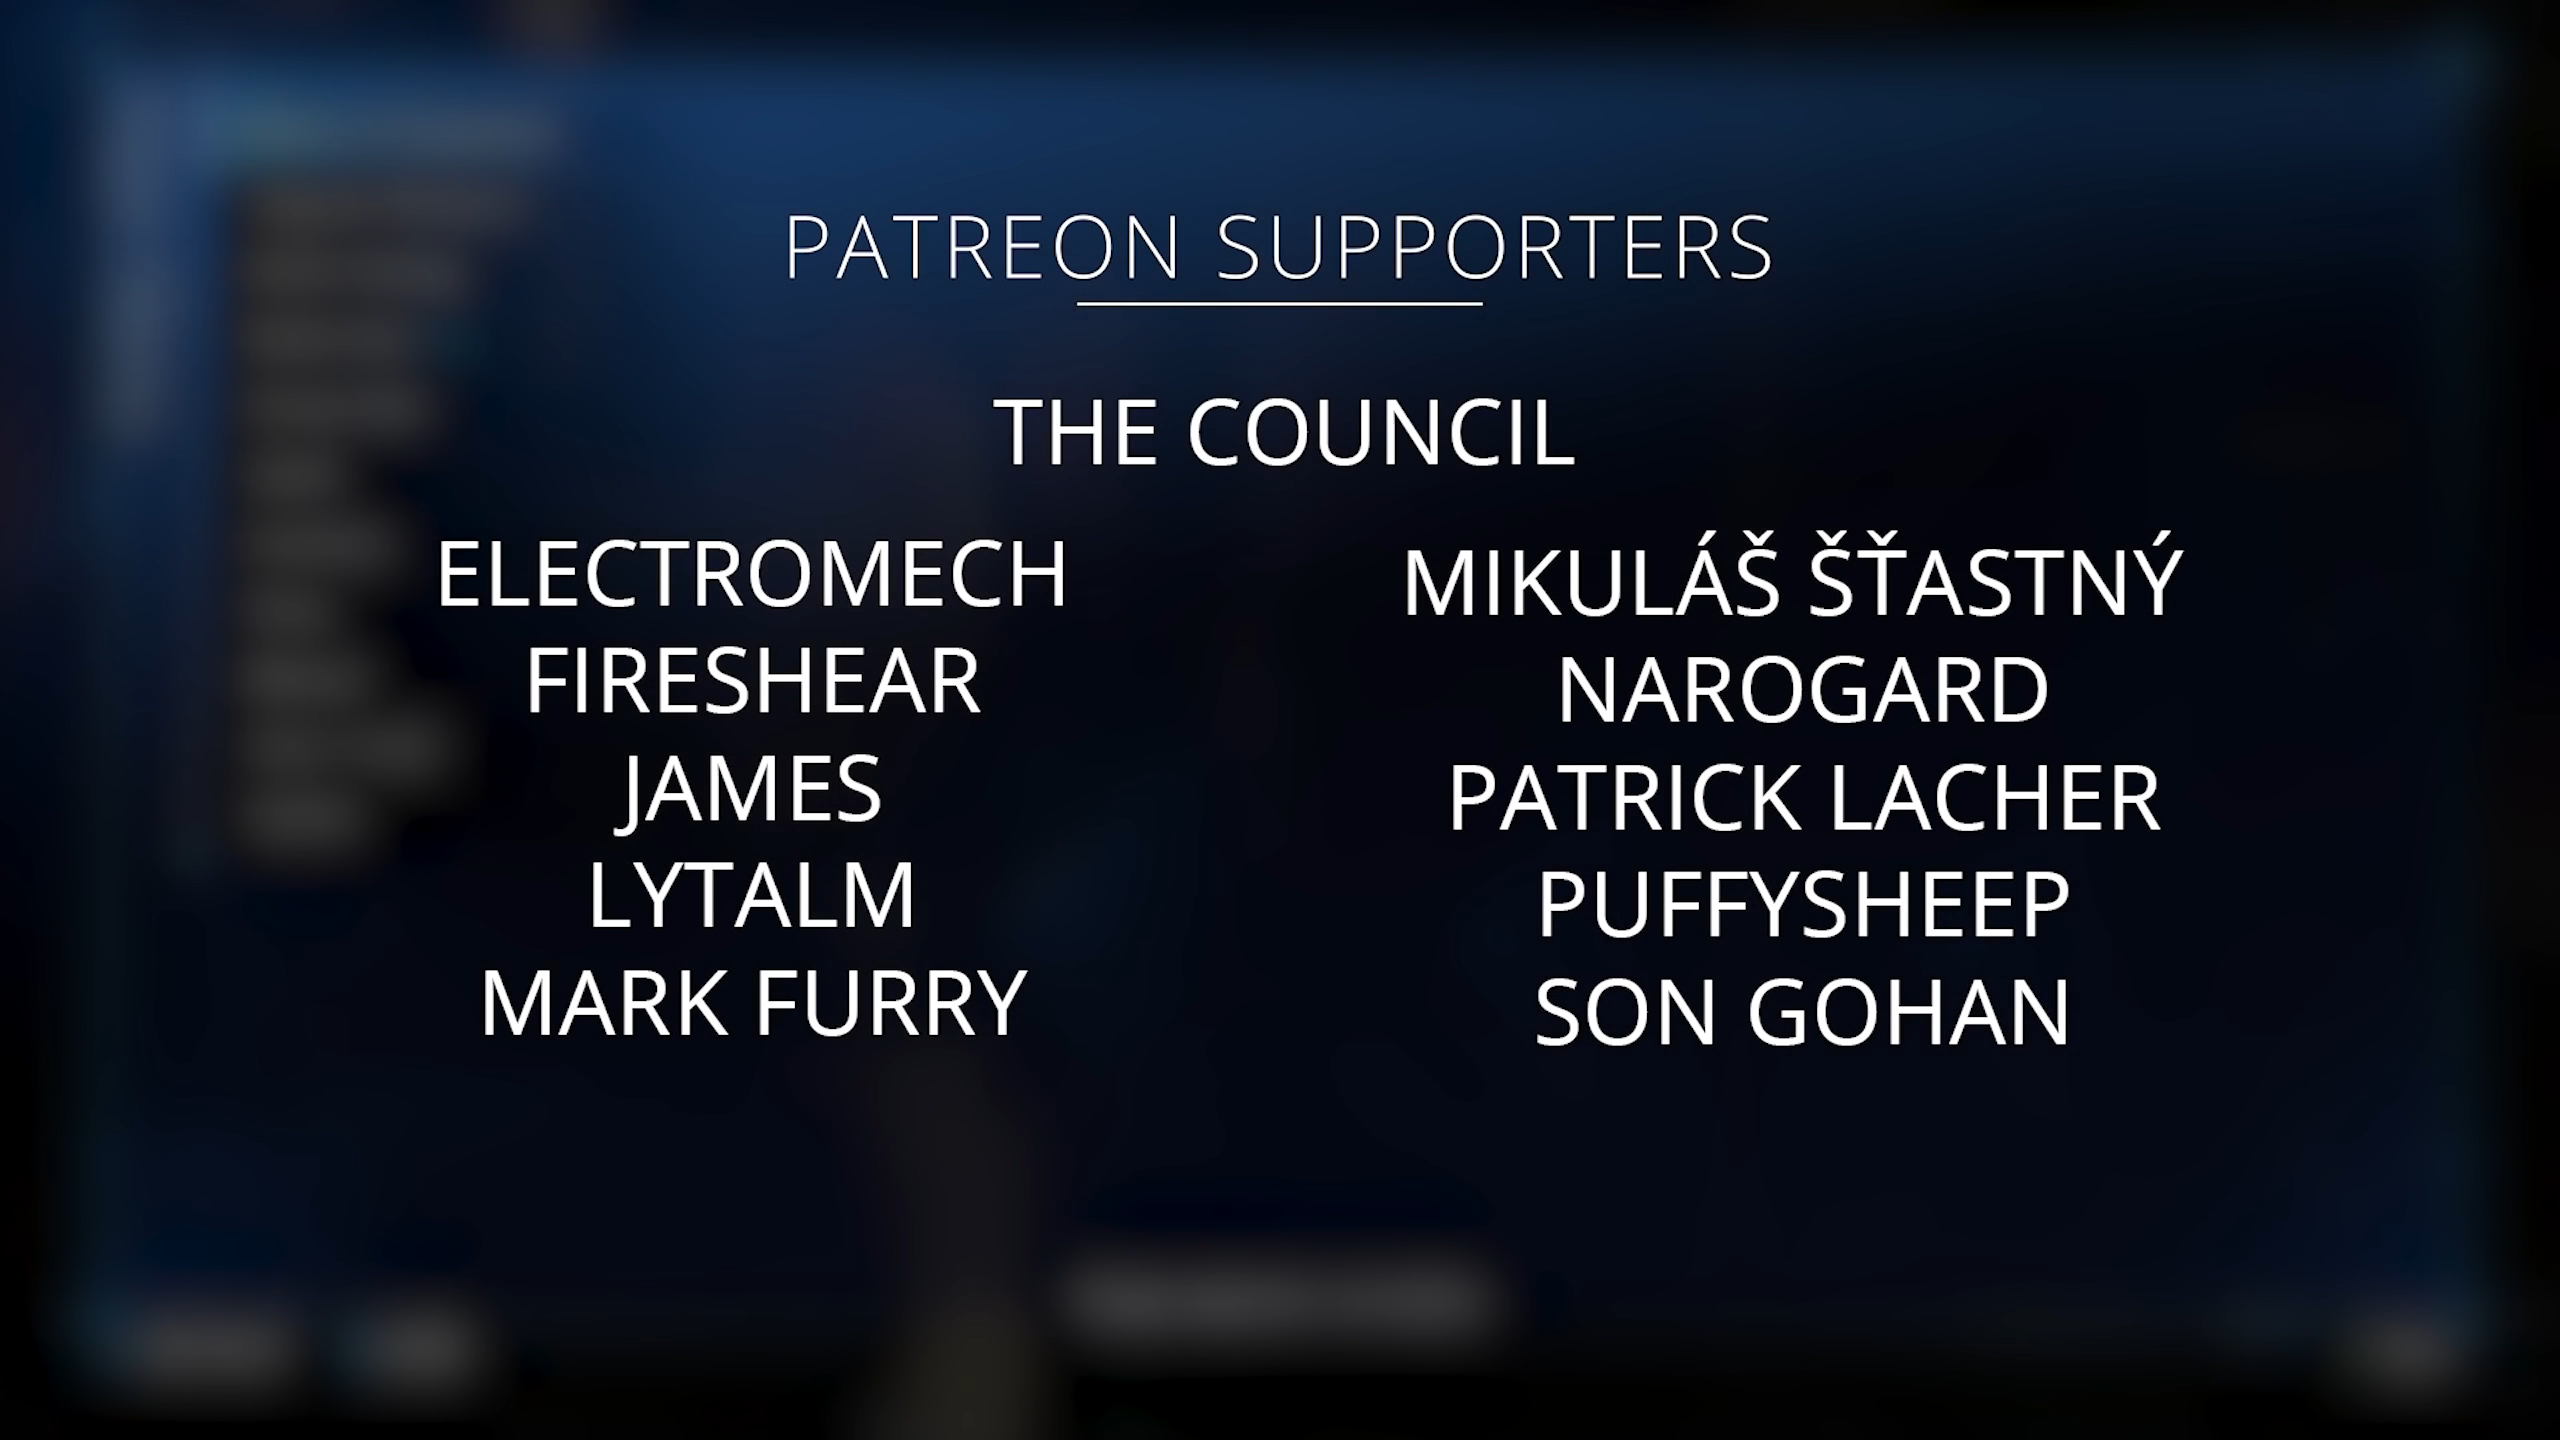 PATREON SUPPORTERS
THE COUNCIL
ELECTROMECH
FIRESHEAR
JAMES
LYTALM
MARK FURRY
MIKULÁŠ ŠŤASTNÝ
NAROGARD
PATRICK LACHER
PUFFYSHEEP
SON GOHAN